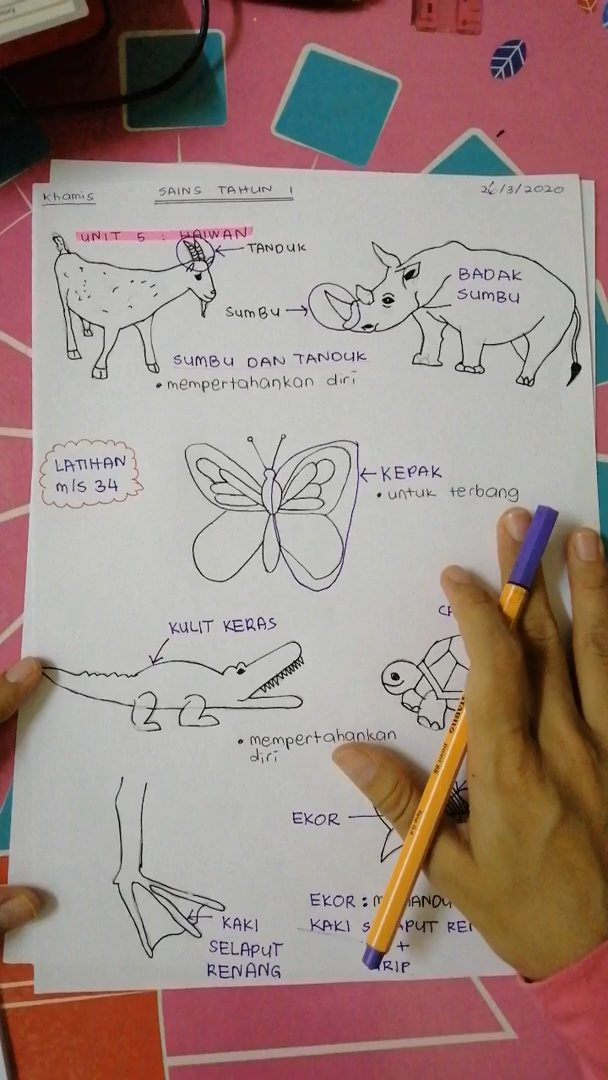 Khamis
SAINS TAHUN 1
26/3/2020
UNIT 5 : HAIWAN
TANDUK
BADAK
SUMBU
SUMBU
SUMBU DAN TANDUK
• mempertahankan diri
LATIHAN
m/s 34
KEPAK
• untuk terbang
KULIT KERAS
• mempertahankan
diri
EKOR
EKOR :
KAKI
KAKI
SELAPUT
RENANG
+